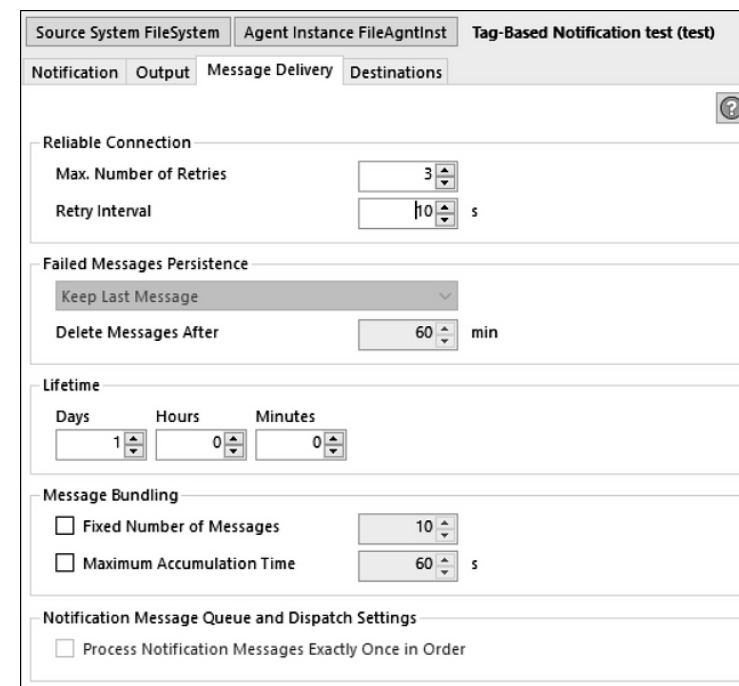 Source System FileSystem Agent Instance FileAgntInst Tag-Based Notification test (test)
Notification Output Message Delivery Destinations
Reliable Connection
Max. Number of Retries 3
Retry Interval 10 s
Failed Messages Persistence
Keep Last Message
Delete Messages After 60 min
Lifetime
Days Hours Minutes
1 0 0
Message Bundling
Fixed Number of Messages 10
Maximum Accumulation Time 60 s
Notification Message Queue and Dispatch Settings
Process Notification Messages Exactly Once in Order